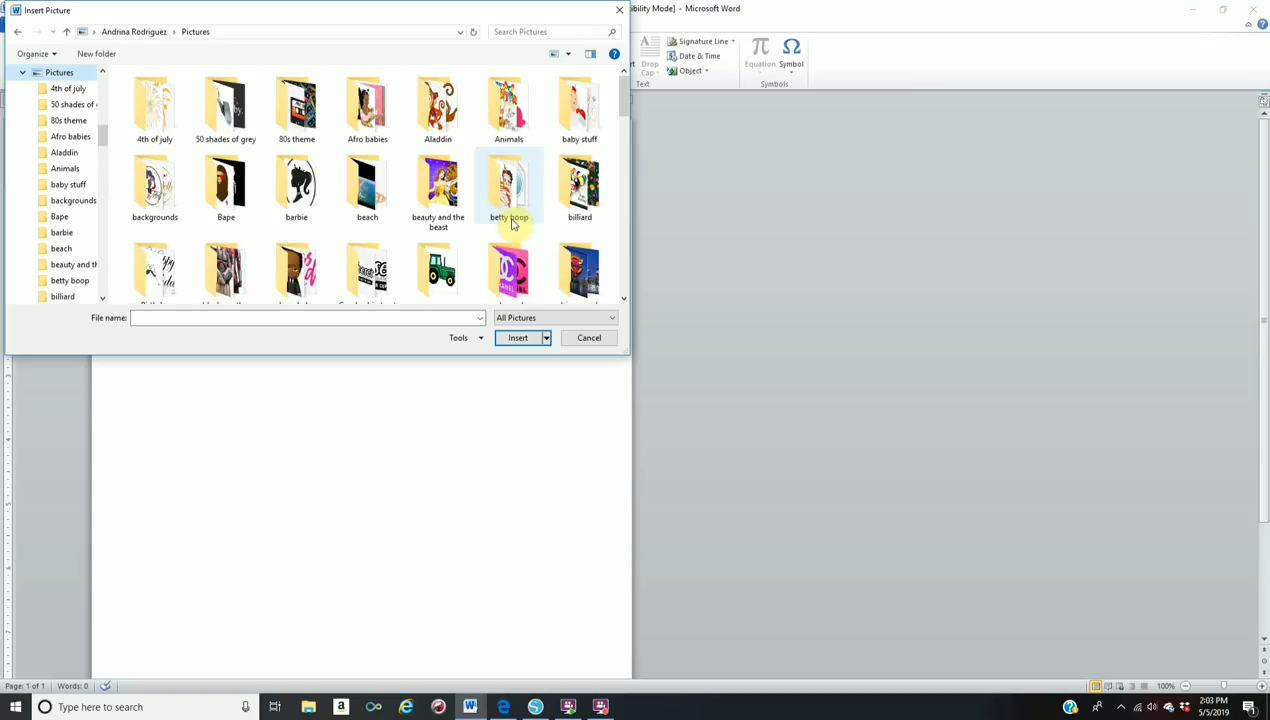 Insert Picture
ibility Mode] - Microsoft Word
Andrina Rodriguez
Pictures
Search Pictures
Organize
New folder
Signature Line
Date & Time
Object
Drop
Cap
Text
Equation
Symbol
Symbols
Pictures
4th of july
50 shades of
80s theme
Afro babies
Aladdin
Animals
baby stuff
backgrounds
Bape
barbie
beach
beauty and th
betty boop
billiard
4th of july
50 shades of grey
80s theme
Afro babies
Aladdin
Animals
baby stuff
backgrounds
Bape
barbie
beach
beauty and the
beast
betty boop
billiard
File name:
All Pictures
Tools
Insert
Cancel
Page: 1 of 1
Words: 0
100%
Type here to search
2:03 PM
5/5/2019